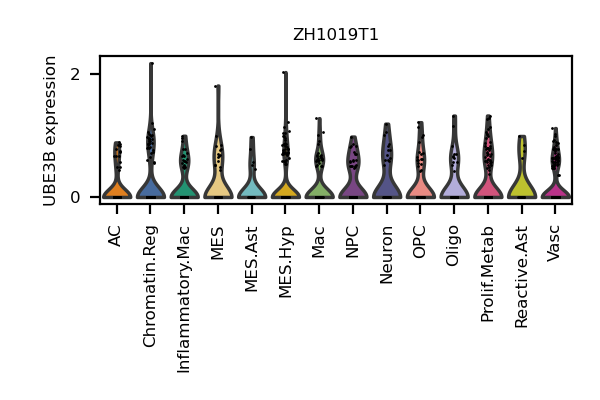 ZH1019T1
UBE3B expression
2
0
AC
Chromatin.Reg
Inflammatory.Mac
MES
MES.Ast
MES.Hyp
Mac
NPC
Neuron
OPC
Oligo
Prolif.Metab
Reactive.Ast
Vasc